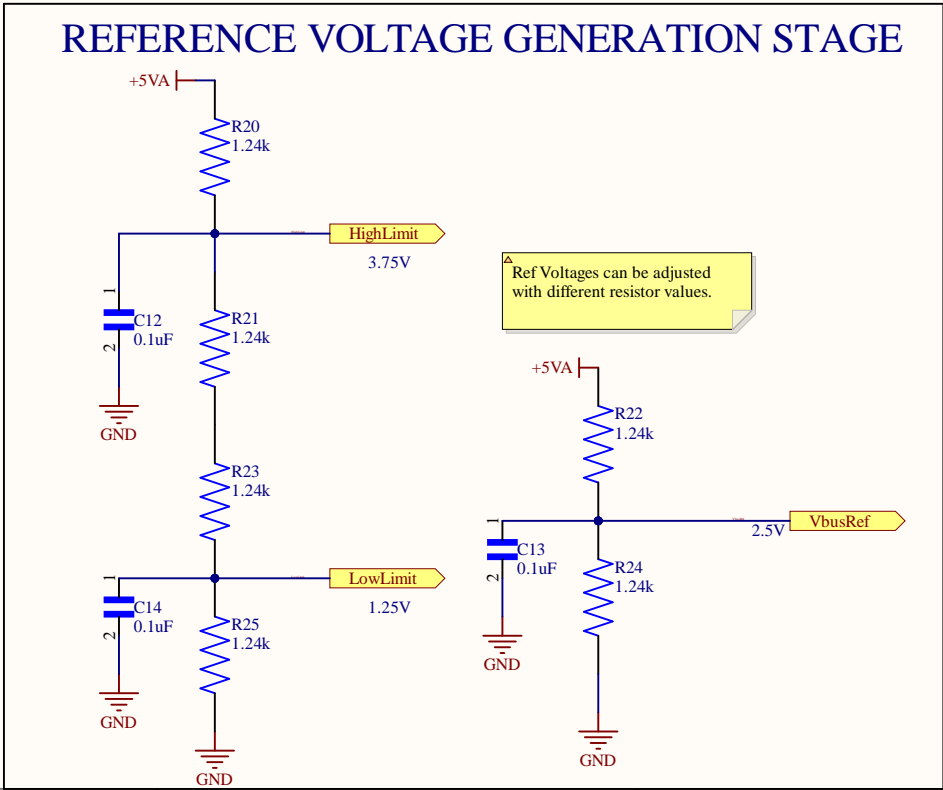 REFERENCE VOLTAGE GENERATION STAGE
+5VA
R20
1.24k
HighLimit
3.75V
1
C12
0.1uF
2
GND
R21
1.24k
Ref Voltages can be adjusted
with different resistor values.
R23
1.24k
LowLimit
1.25V
1
C14
0.1uF
2
GND
R25
1.24k
GND
+5VA
R22
1.24k
VbusRef
2.5V
1
C13
0.1uF
2
GND
R24
1.24k
GND